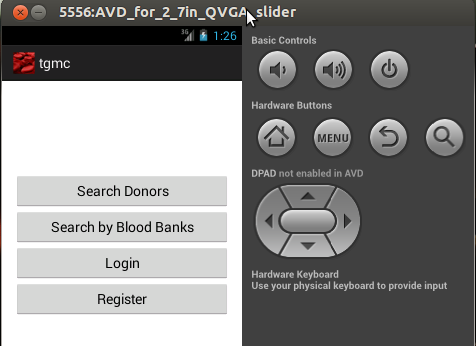 5556:AVD_for_2_7in_QVGA_slider
3G 1:26
tgmc
Search Donors
Search by Blood Banks
Login
Register
Basic Controls
Hardware Buttons
MENU
DPAD not enabled in AVD
Hardware Keyboard
Use your physical keyboard to provide input